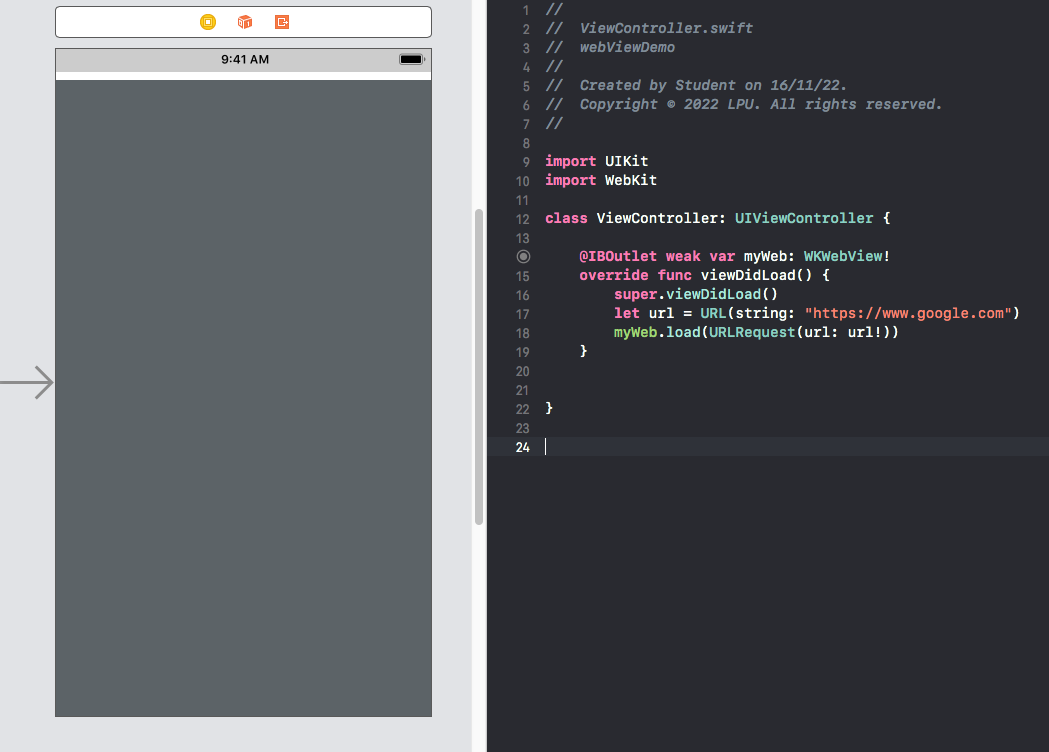 9:41 AM
1 //
2 //  ViewController.swift
3 //  webViewDemo
4 //
5 //  Created by Student on 16/11/22.
6 //  Copyright © 2022 LPU. All rights reserved.
7 //
8
9 import UIKit
10 import WebKit
11
12 class ViewController: UIViewController {
13
@IBOutlet weak var myWeb: WKWebView!
15     override func viewDidLoad() {
16         super.viewDidLoad()
17         let url = URL(string: "https://www.google.com")
18         myWeb.load(URLRequest(url: url!))
19     }
20
21
22 }
23
24